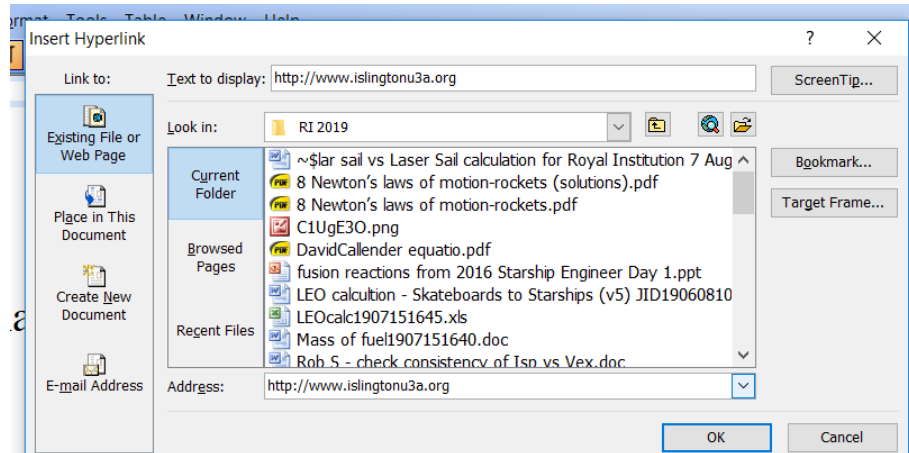 ormat Tools Table Window Help
Insert Hyperlink ? ×
Link to:
Text to display: http://www.islingtonu3a.org
ScreenTip...
Existing File or
Web Page
Look in: RI 2019
Current
Folder
~$lar sail vs Laser Sail calculation for Royal Institution 7 Aug
8 Newton's laws of motion-rockets (solutions).pdf
8 Newton's laws of motion-rockets.pdf
C1UgE3O.png
DavidCallender equatio.pdf
fusion reactions from 2016 Starship Engineer Day 1.ppt
LEO calcultion - Skateboards to Starships (v5) JID19060810
LEOcalc1907151645.xls
Mass of fuel1907151640.doc
Rob S - check consistency of Isp vs Vex.doc
Bookmark...
Target Frame...
Place in This
Document
Browsed
Pages
Create New
Document
Recent Files
E-mail Address
Address: http://www.islingtonu3a.org
OK
Cancel